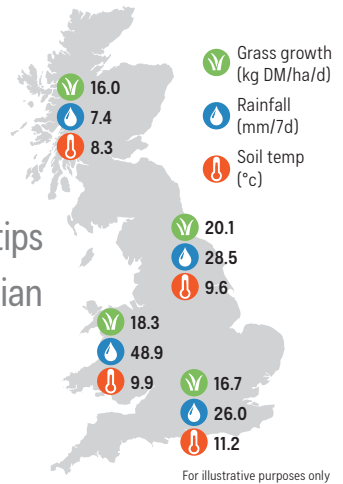 Grass growth
(kg DM/ha/d)
Rainfall
(mm/7d)
Soil temp
(°c)
16.0
7.4
8.3
tips
ian
20.1
28.5
9.6
18.3
48.9
9.9
16.7
26.0
11.2
For illustrative purposes only